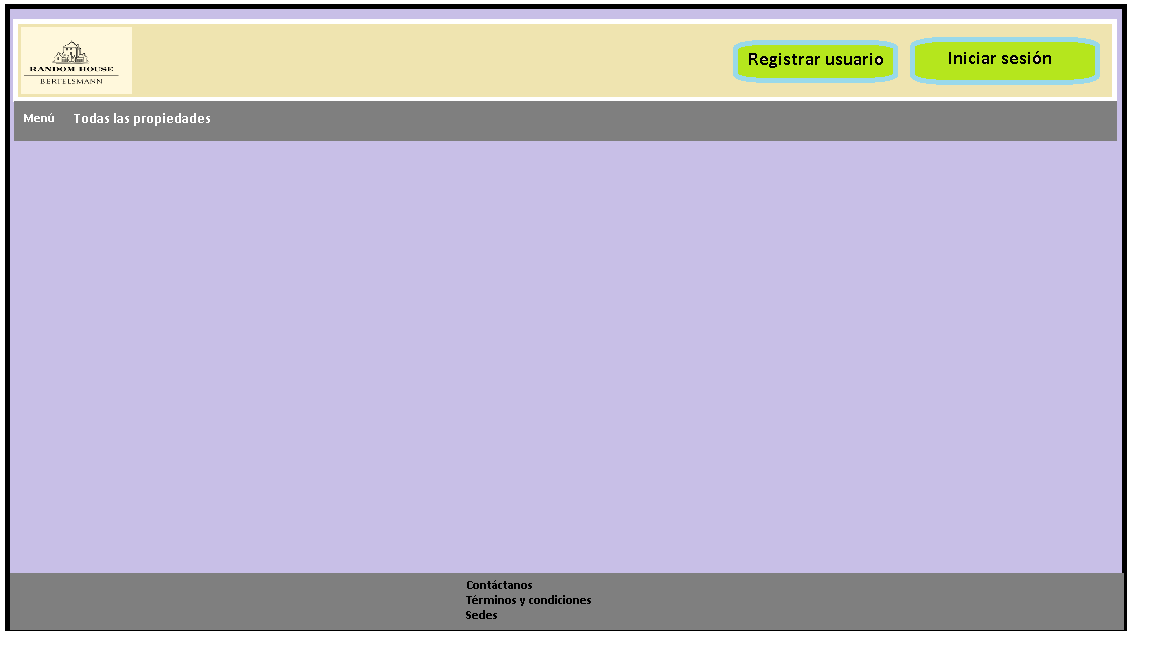 RANDOM HOUSE
BERTELSMANN
Registrar usuario
Iniciar sesión
Menú
Todas las propiedades
Contáctanos
Términos y condiciones
Sedes